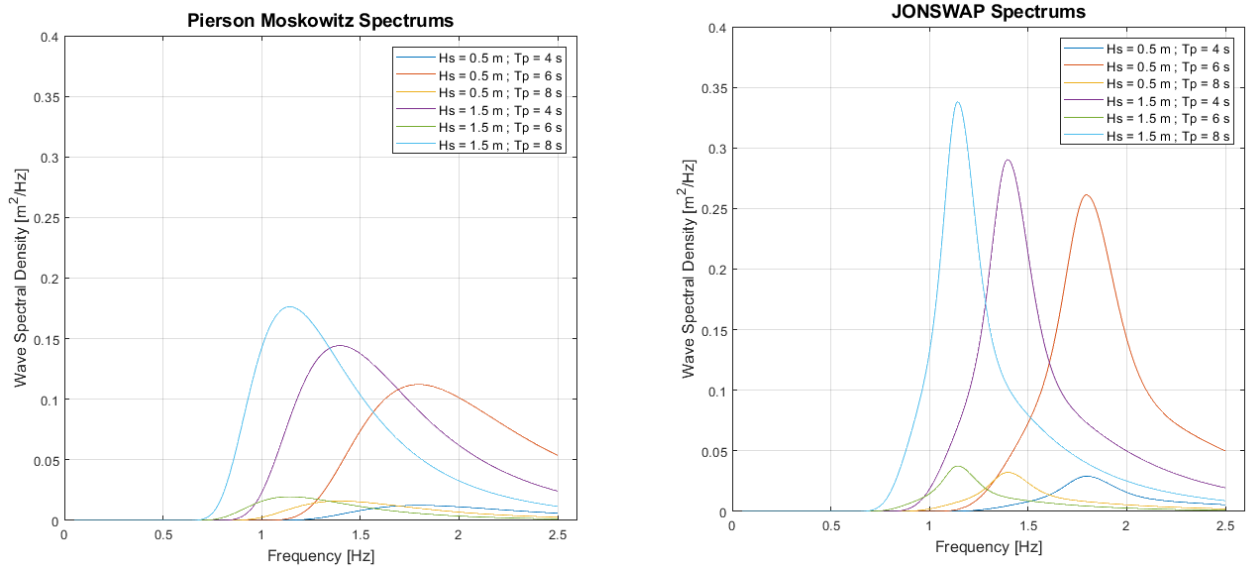 Pierson Moskowitz Spectrums
0.4
0.35
0.3
0.25
0.2
0.15
0.1
0.05
0
Wave Spectral Density [m²/Hz]
Hs = 0.5 m ; Tp = 4 s
Hs = 0.5 m ; Tp = 6 s
Hs = 0.5 m ; Tp = 8 s
Hs = 1.5 m ; Tp = 4 s
Hs = 1.5 m ; Tp = 6 s
Hs = 1.5 m ; Tp = 8 s
0 0.5 1 1.5 2 2.5
Frequency [Hz]
JONSWAP Spectrums
0.4
0.35
0.3
0.25
0.2
0.15
0.1
0.05
0
Wave Spectral Density [m²/Hz]
Hs = 0.5 m ; Tp = 4 s
Hs = 0.5 m ; Tp = 6 s
Hs = 0.5 m ; Tp = 8 s
Hs = 1.5 m ; Tp = 4 s
Hs = 1.5 m ; Tp = 6 s
Hs = 1.5 m ; Tp = 8 s
0 0.5 1 1.5 2 2.5
Frequency [Hz]